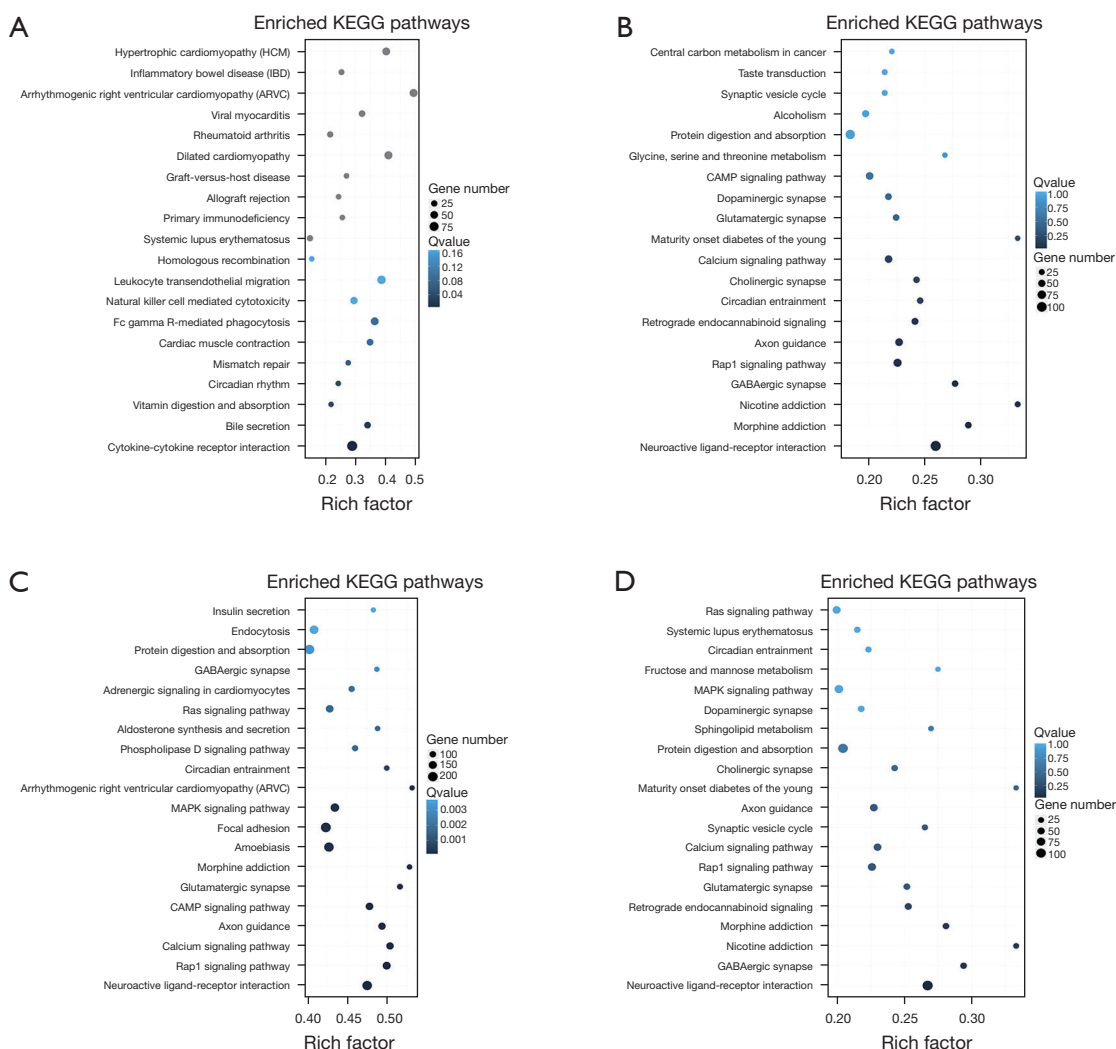 A
Enriched KEGG pathways
Hypertrophic cardiomyopathy (HCM)
Inflammatory bowel disease (IBD)
Arrhythmogenic right ventricular cardiomyopathy (ARVC)
Viral myocarditis
Rheumatoid arthritis
Dilated cardiomyopathy
Graft-versus-host disease
Allograft rejection
Primary immunodeficiency
Systemic lupus erythematosus
Homologous recombination
Leukocyte transendothelial migration
Natural killer cell mediated cytotoxicity
Fc gamma R-mediated phagocytosis
Cardiac muscle contraction
Mismatch repair
Circadian rhythm
Vitamin digestion and absorption
Bile secretion
Cytokine-cytokine receptor interaction
0.2 0.3 0.4 0.5
Rich factor
Gene number
25
50
75
Qvalue
0.16
0.12
0.08
0.04
B
Enriched KEGG pathways
Central carbon metabolism in cancer
Taste transduction
Synaptic vesicle cycle
Alcoholism
Protein digestion and absorption
Glycine, serine and threonine metabolism
CAMP signaling pathway
Dopaminergic synapse
Glutamatergic synapse
Maturity onset diabetes of the young
Calcium signaling pathway
Cholinergic synapse
Circadian entrainment
Retrograde endocannabinoid signaling
Axon guidance
Rap1 signaling pathway
GABAergic synapse
Nicotine addiction
Morphine addiction
Neuroactive ligand-receptor interaction
0.20 0.25 0.30
Rich factor
Qvalue
1.00
0.75
0.50
0.25
Gene number
25
50
75
100
C
Enriched KEGG pathways
Insulin secretion
Endocytosis
Protein digestion and absorption
GABAergic synapse
Adrenergic signaling in cardiomyocytes
Ras signaling pathway
Aldosterone synthesis and secretion
Phospholipase D signaling pathway
Circadian entrainment
Arrhythmogenic right ventricular cardiomyopathy (ARVC)
MAPK signaling pathway
Focal adhesion
Amoebiasis
Morphine addiction
Glutamatergic synapse
CAMP signaling pathway
Axon guidance
Calcium signaling pathway
Rap1 signaling pathway
Neuroactive ligand-receptor interaction
0.40 0.45 0.50
Rich factor
Gene number
100
150
200
Qvalue
0.003
0.002
0.001
D
Enriched KEGG pathways
Ras signaling pathway
Systemic lupus erythematosus
Circadian entrainment
Fructose and mannose metabolism
MAPK signaling pathway
Dopaminergic synapse
Sphingolipid metabolism
Protein digestion and absorption
Cholinergic synapse
Maturity onset diabetes of the young
Axon guidance
Synaptic vesicle cycle
Calcium signaling pathway
Rap1 signaling pathway
Glutamatergic synapse
Retrograde endocannabinoid signaling
Morphine addiction
Nicotine addiction
GABAergic synapse
Neuroactive ligand-receptor interaction
0.20 0.25 0.30
Rich factor
Qvalue
1.00
0.75
0.50
0.25
Gene number
25
50
75
100